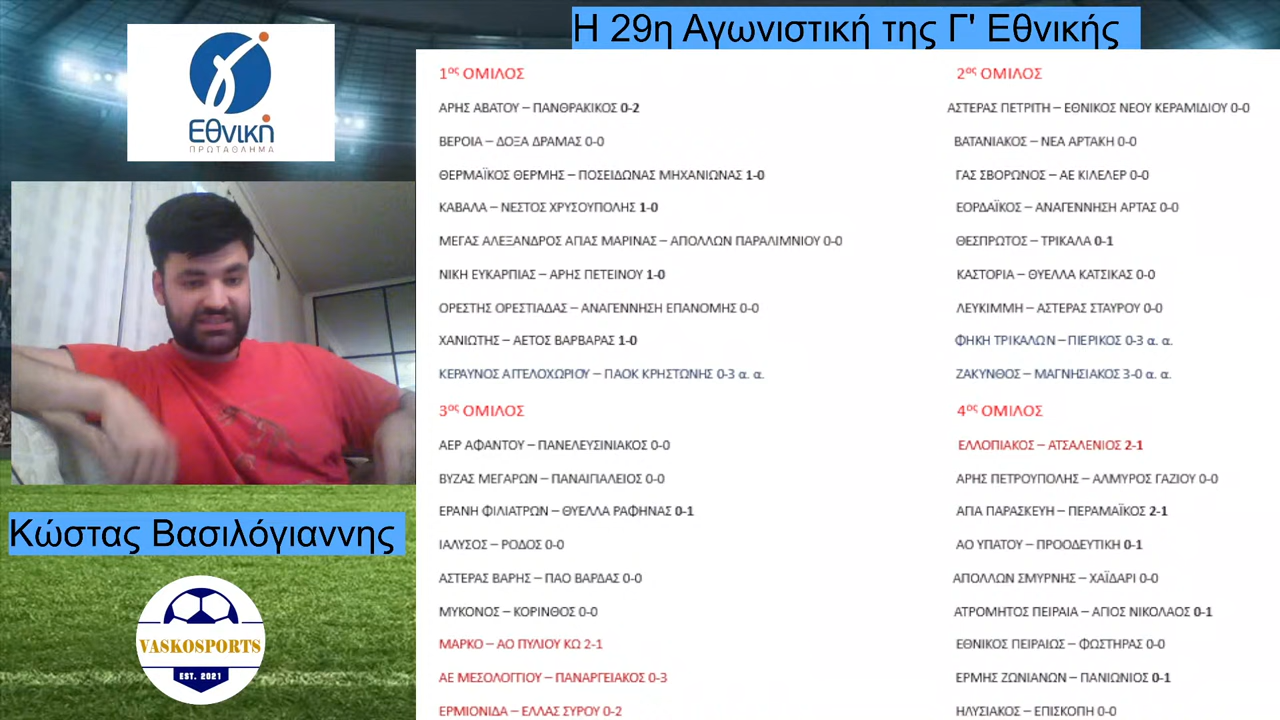 Η 29η Αγωνιστική της Γ' Εθνικής
γ
Εθνική
ΠΡΩΤΑΘΛΗΜΑ
1ος ΟΜΙΛΟΣ
ΑΡΗΣ ΑΒΑΤΟΥ – ΠΑΝΘΡΑΚΙΚΟΣ 0-2
ΒΕΡΟΙΑ – ΔΟΞΑ ΔΡΑΜΑΣ 0-0
ΘΕΡΜΑΪΚΟΣ ΘΕΡΜΗΣ – ΠΟΣΕΙΔΩΝΑΣ ΜΗΧΑΝΙΩΝΑΣ 1-0
ΚΑΒΑΛΑ – ΝΕΣΤΟΣ ΧΡΥΣΟΥΠΟΛΗΣ 1-0
ΜΕΓΑΣ ΑΛΕΞΑΝΔΡΟΣ ΑΓΙΑΣ ΜΑΡΙΝΑΣ – ΑΠΟΛΛΩΝ ΠΑΡΑΛΙΜΝΙΟΥ 0-0
ΝΙΚΗ ΕΥΚΑΡΠΙΑΣ – ΑΡΗΣ ΠΕΤΕΙΝΟΥ 1-0
ΟΡΕΣΤΗΣ ΟΡΕΣΤΙΑΔΑΣ – ΑΝΑΓΕΝΝΗΣΗ ΕΠΑΝΟΜΗΣ 0-0
ΧΑΝΙΩΤΗΣ – ΑΕΤΟΣ ΒΑΡΒΑΡΑΣ 1-0
ΚΕΡΑΥΝΟΣ ΑΓΓΕΛΟΧΩΡΙΟΥ – ΠΑΟΚ ΚΡΗΣΤΩΝΗΣ 0-3 α. α.
2ος ΟΜΙΛΟΣ
ΑΣΤΕΡΑΣ ΠΕΤΡΙΤΗ – ΕΘΝΙΚΟΣ ΝΕΟΥ ΚΕΡΑΜΙΔΙΟΥ 0-0
ΒΑΤΑΝΙΑΚΟΣ – ΝΕΑ ΑΡΤΑΚΗ 0-0
ΓΑΣ ΣΒΟΡΩΝΟΣ – ΑΕ ΚΙΛΕΛΕΡ 0-0
ΕΟΡΔΑΪΚΟΣ – ΑΝΑΓΕΝΝΗΣΗ ΑΡΤΑΣ 0-0
ΘΕΣΠΡΩΤΟΣ – ΤΡΙΚΑΛΑ 0-1
ΚΑΣΤΟΡΙΑ – ΘΥΕΛΛΑ ΚΑΤΣΙΚΑΣ 0-0
ΛΕΥΚΙΜΜΗ – ΑΣΤΕΡΑΣ ΣΤΑΥΡΟΥ 0-0
ΦΗΚΗ ΤΡΙΚΑΛΩΝ – ΠΙΕΡΙΚΟΣ 0-3 α. α.
ΖΑΚΥΝΘΟΣ – ΜΑΓΝΗΣΙΑΚΟΣ 3-0 α. α.
3ος ΟΜΙΛΟΣ
ΑΕΡ ΑΦΑΝΤΟΥ – ΠΑΝΕΛΕΥΣΙΝΙΑΚΟΣ 0-0
ΒΥΖΑΣ ΜΕΓΑΡΩΝ – ΠΑΝΑΙΓΙΑΛΕΙΟΣ 0-0
ΕΡΑΝΗ ΦΙΛΙΑΤΡΩΝ – ΘΥΕΛΛΑ ΡΑΦΗΝΑΣ 0-1
ΙΑΛΥΣΟΣ – ΡΟΔΟΣ 0-0
ΑΣΤΕΡΑΣ ΒΑΡΗΣ – ΠΑΟ ΒΑΡΔΑΣ 0-0
ΜΥΚΟΝΟΣ – ΚΟΡΙΝΘΟΣ 0-0
ΜΑΡΚΟ – ΑΟ ΠΥΛΙΟΥ ΚΩ 2-1
ΑΕ ΜΕΣΟΛΟΓΓΙΟΥ – ΠΑΝΑΡΓΕΙΑΚΟΣ 0-3
ΕΡΜΙΟΝΙΔΑ – ΕΛΛΑΣ ΣΥΡΟΥ 0-2
4ος ΟΜΙΛΟΣ
ΕΛΛΟΠΙΑΚΟΣ – ΑΤΣΑΛΕΝΙΟΣ 2-1
ΑΡΗΣ ΠΕΤΡΟΥΠΟΛΗΣ – ΑΛΜΥΡΟΣ ΓΑΖΙΟΥ 0-0
ΑΓΙΑ ΠΑΡΑΣΚΕΥΗ – ΠΕΡΑΜΑΪΚΟΣ 2-1
ΑΟ ΥΠΑΤΟΥ – ΠΡΟΟΔΕΥΤΙΚΗ 0-1
ΑΠΟΛΛΩΝ ΣΜΥΡΝΗΣ – ΧΑΪΔΑΡΙ 0-0
ΑΤΡΟΜΗΤΟΣ ΠΕΙΡΑΙΑ – ΑΓΙΟΣ ΝΙΚΟΛΑΟΣ 0-1
ΕΘΝΙΚΟΣ ΠΕΙΡΑΙΩΣ – ΦΩΣΤΗΡΑΣ 0-0
ΕΡΜΗΣ ΖΩΝΙΑΝΩΝ – ΠΑΝΙΩΝΙΟΣ 0-1
ΗΛΥΣΙΑΚΟΣ – ΕΠΙΣΚΟΠΗ 0-0
Κώστας Βασιλόγιαννης
VASKOSPORTS
EST. 2021